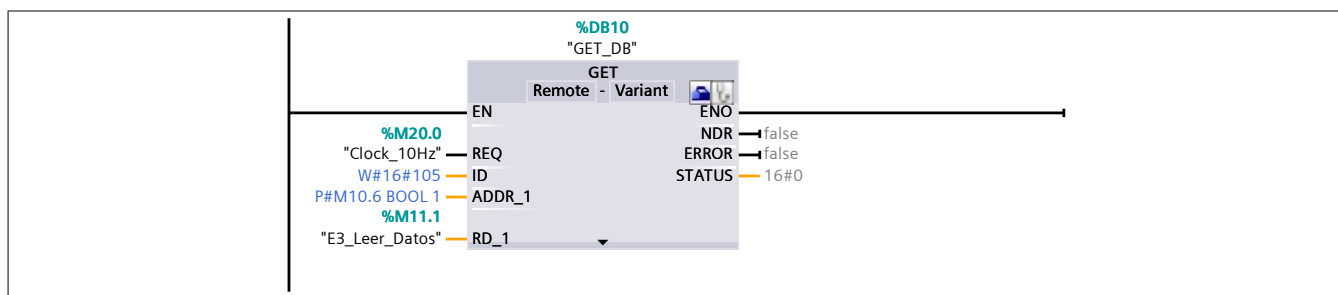 %DB10
"GET_DB"
GET
Remote - Variant
EN ENO
%M20.0 NDR false
"Clock_10Hz" REQ ERROR false
W#16#105 ID STATUS 16#0
P#M10.6 BOOL 1 ADDR_1
%M11.1
"E3_Leer_Datos" RD_1